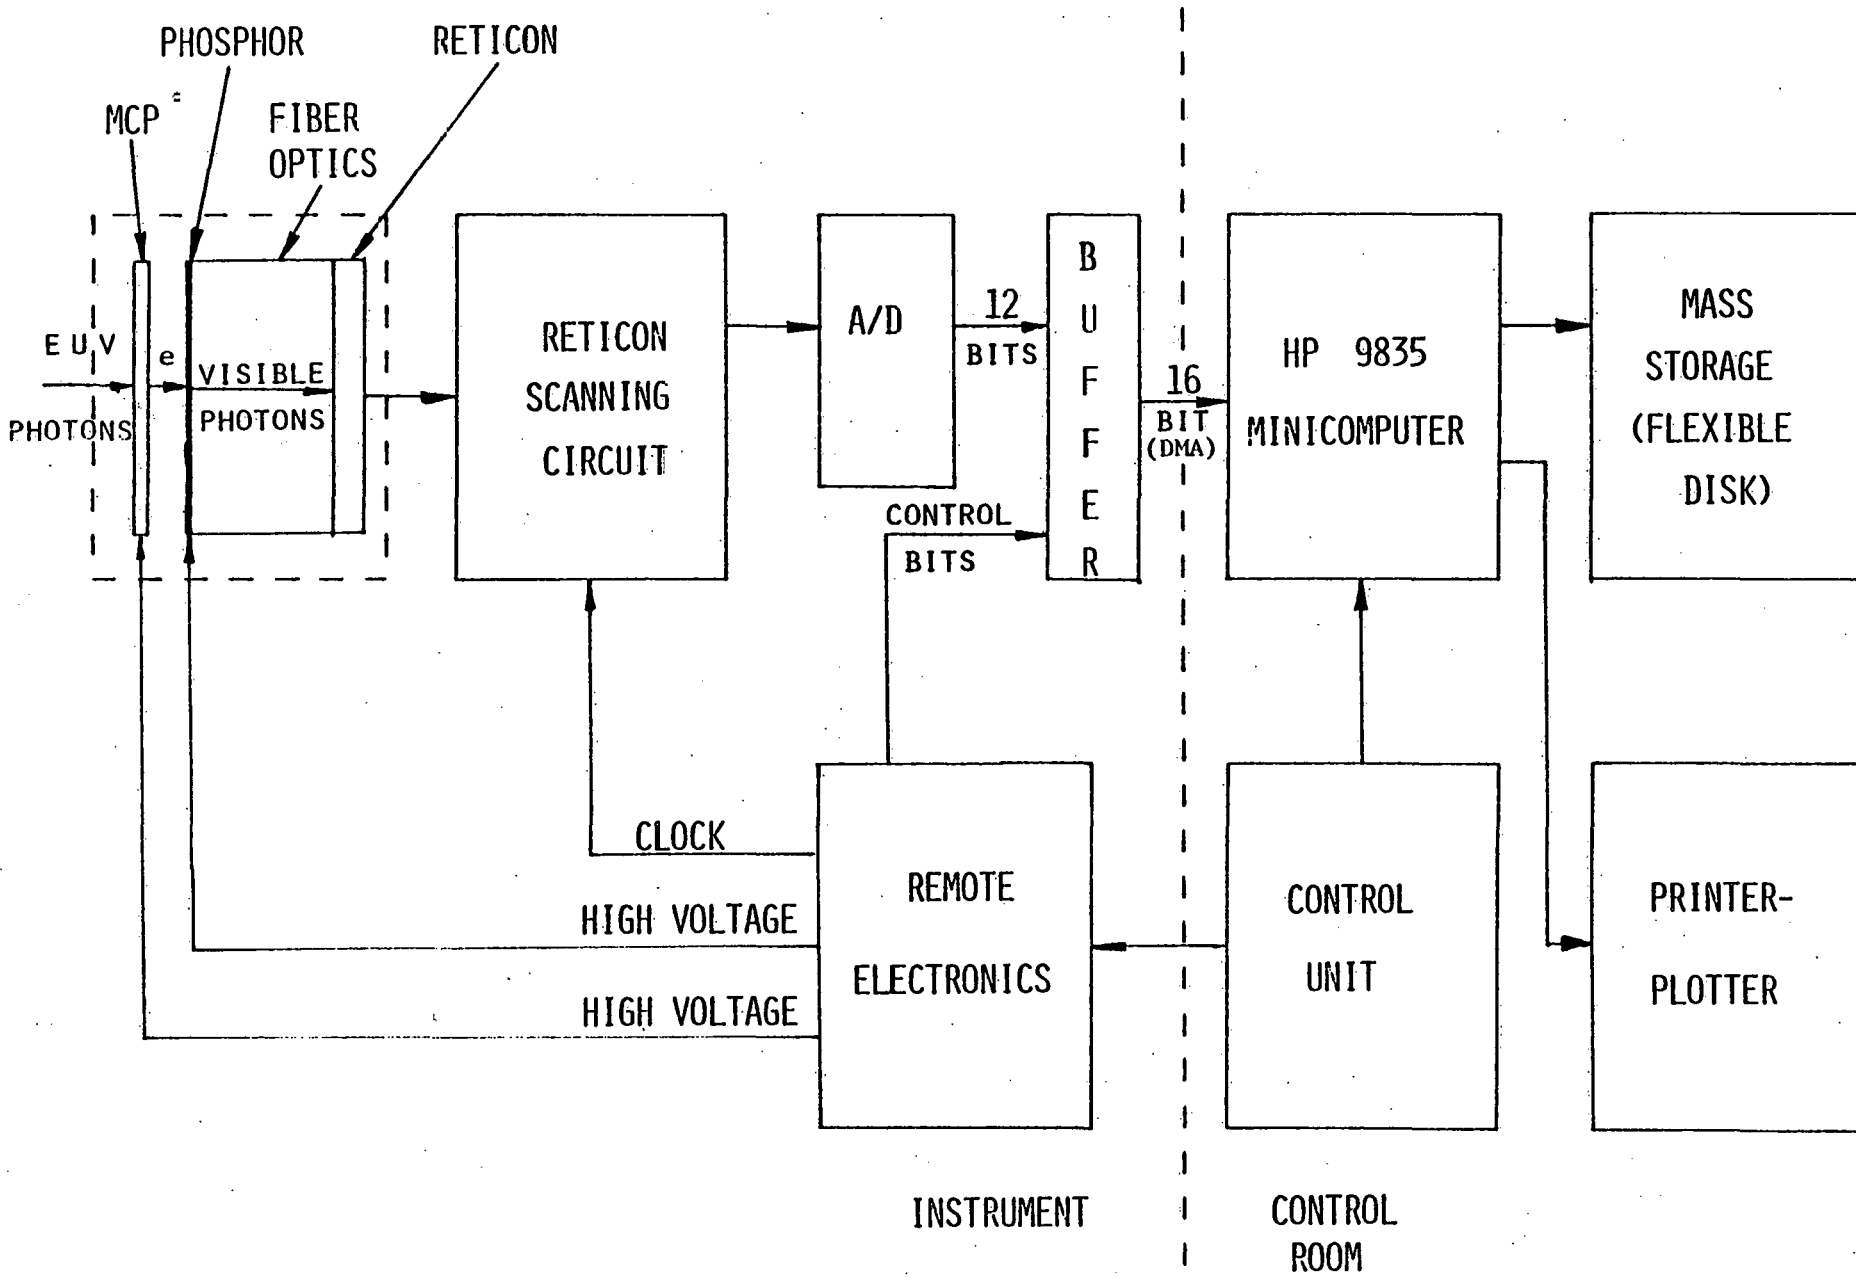 PHOSPHOR
RETICON
MCP
FIBER
OPTICS
EUV
PHOTONS
e
VISIBLE
PHOTONS
RETICON
SCANNING
CIRCUIT
A/D
12
BITS
CONTROL
BITS
BUFFER
16
BIT
(DMA)
HP 9835
MINICOMPUTER
MASS
STORAGE
(FLEXIBLE
DISK)
CLOCK
HIGH VOLTAGE
HIGH VOLTAGE
REMOTE
ELECTRONICS
CONTROL
UNIT
PRINTER-
PLOTTER
INSTRUMENT
CONTROL
ROOM